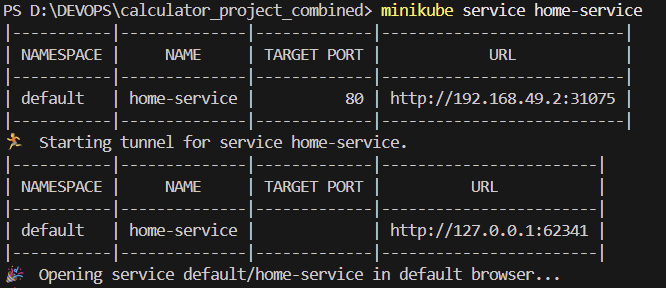 PS D:\DEVOPS\calculator_project_combined> minikube service home-service
|-----------|--------------|-------------|---------------------------|
| NAMESPACE |     NAME     | TARGET PORT |            URL            |
|-----------|--------------|-------------|---------------------------|
| default   | home-service |          80 | http://192.168.49.2:31075 |
|-----------|--------------|-------------|---------------------------|
🏃  Starting tunnel for service home-service.
|-----------|--------------|-------------|------------------------|
| NAMESPACE |     NAME     | TARGET PORT |          URL           |
|-----------|--------------|-------------|------------------------|
| default   | home-service |             | http://127.0.0.1:62341 |
|-----------|--------------|-------------|------------------------|
🎉  Opening service default/home-service in default browser...